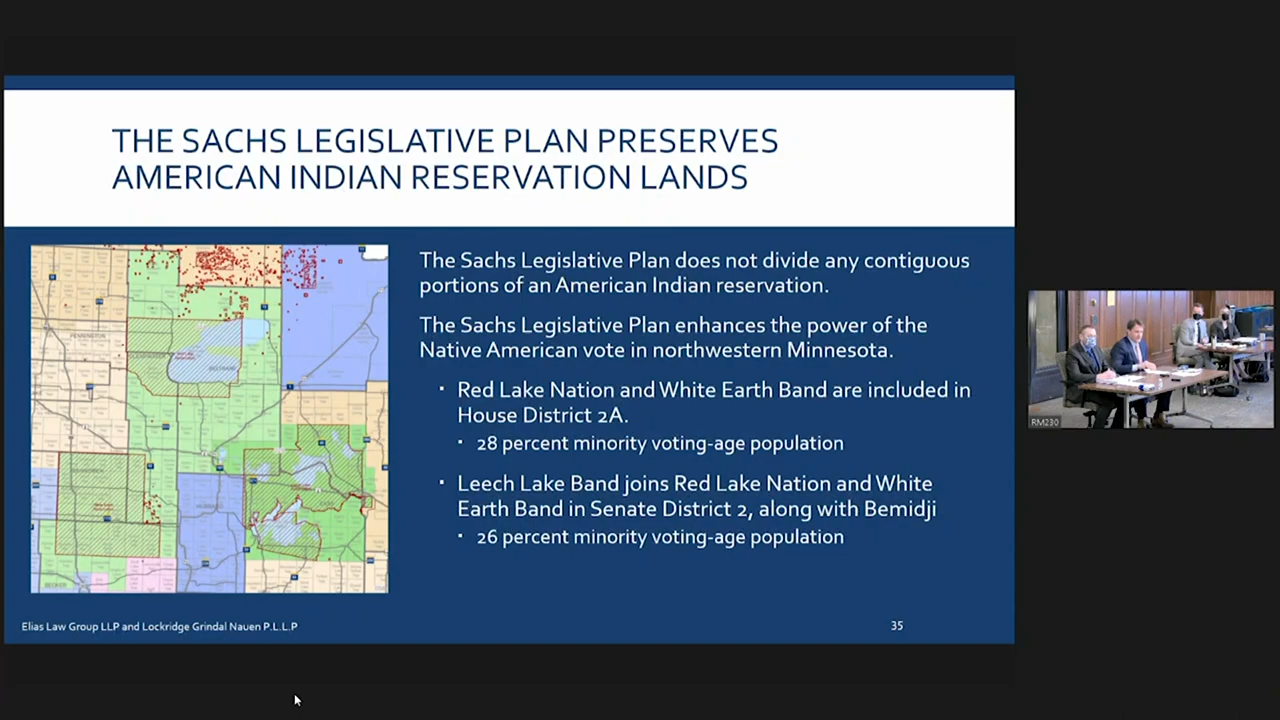 THE SACHS LEGISLATIVE PLAN PRESERVES
AMERICAN INDIAN RESERVATION LANDS
The Sachs Legislative Plan does not divide any contiguous
portions of an American Indian reservation.
The Sachs Legislative Plan enhances the power of the
Native American vote in northwestern Minnesota.
Red Lake Nation and White Earth Band are included in
House District 2A.
28 percent minority voting-age population
Leech Lake Band joins Red Lake Nation and White
Earth Band in Senate District 2, along with Bemidji
26 percent minority voting-age population
PENNINGTON
BELTRAMI
BECKER
Elias Law Group LLP and Lockridge Grindal Nauen P.L.L.P
35
RM230